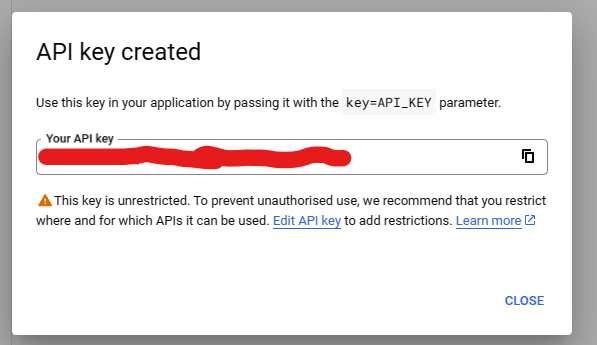 API key created
Use this key in your application by passing it with the key=API_KEY parameter.
Your API key
This key is unrestricted. To prevent unauthorised use, we recommend that you restrict
where and for which APIs it can be used. Edit API key to add restrictions. Learn more
CLOSE